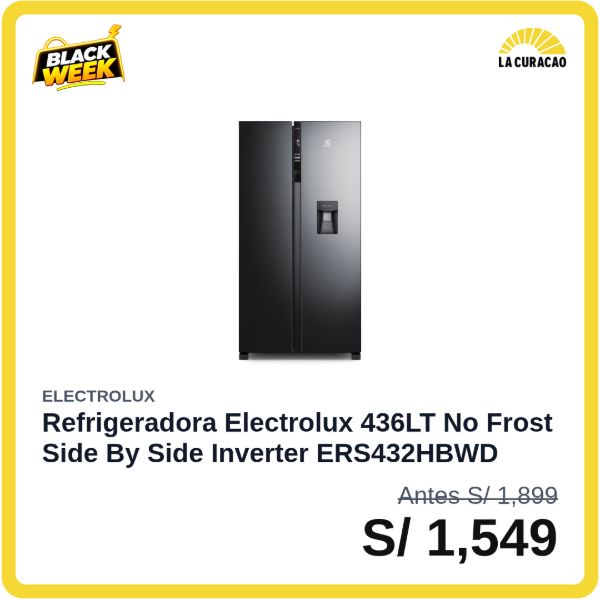 BLACK
WEEK
LA CURACAO
ELECTROLUX
Refrigeradora Electrolux 436LT No Frost
Side By Side Inverter ERS432HBWD
Antes S/ 1,899
S/ 1,549